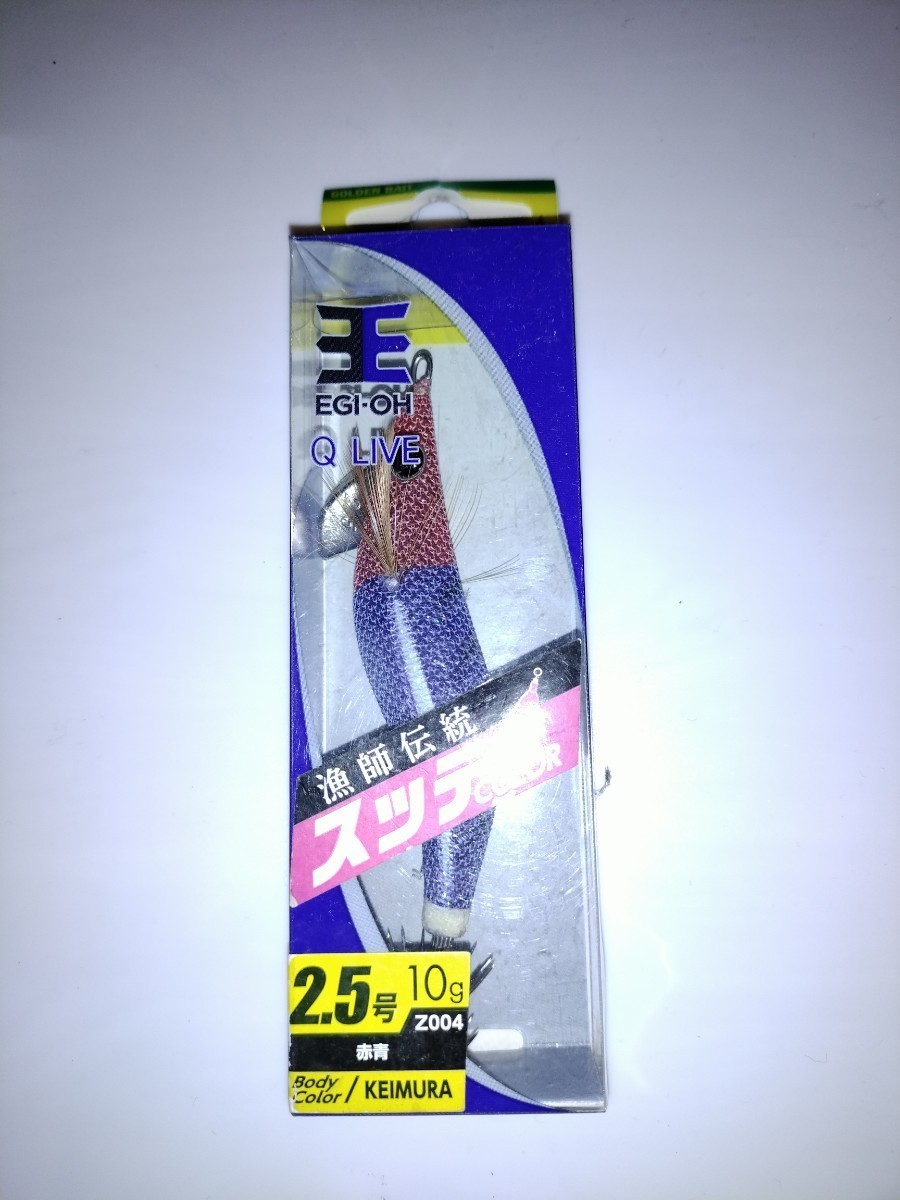 GOLDEN BAIT
EGI-OH
Q LIVE
漁師伝統
スッテ
COLOR
2.5号 10g
Z004
赤青
Body Color / KEIMURA